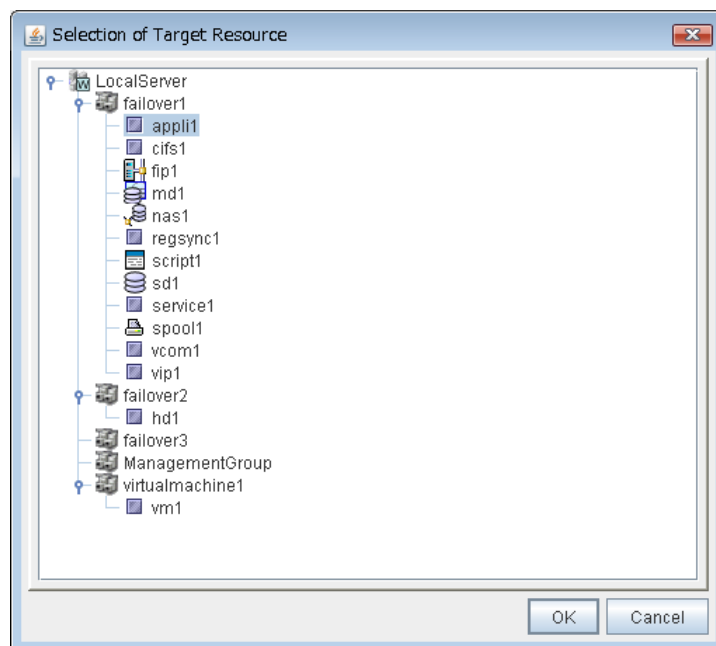 Selection of Target Resource
LocalServer
failover1
appli1
cifs1
fip1
md1
nas1
regsync1
script1
sd1
service1
spool1
vcom1
vip1
failover2
hd1
failover3
ManagementGroup
virtualmachine1
vm1
OK Cancel